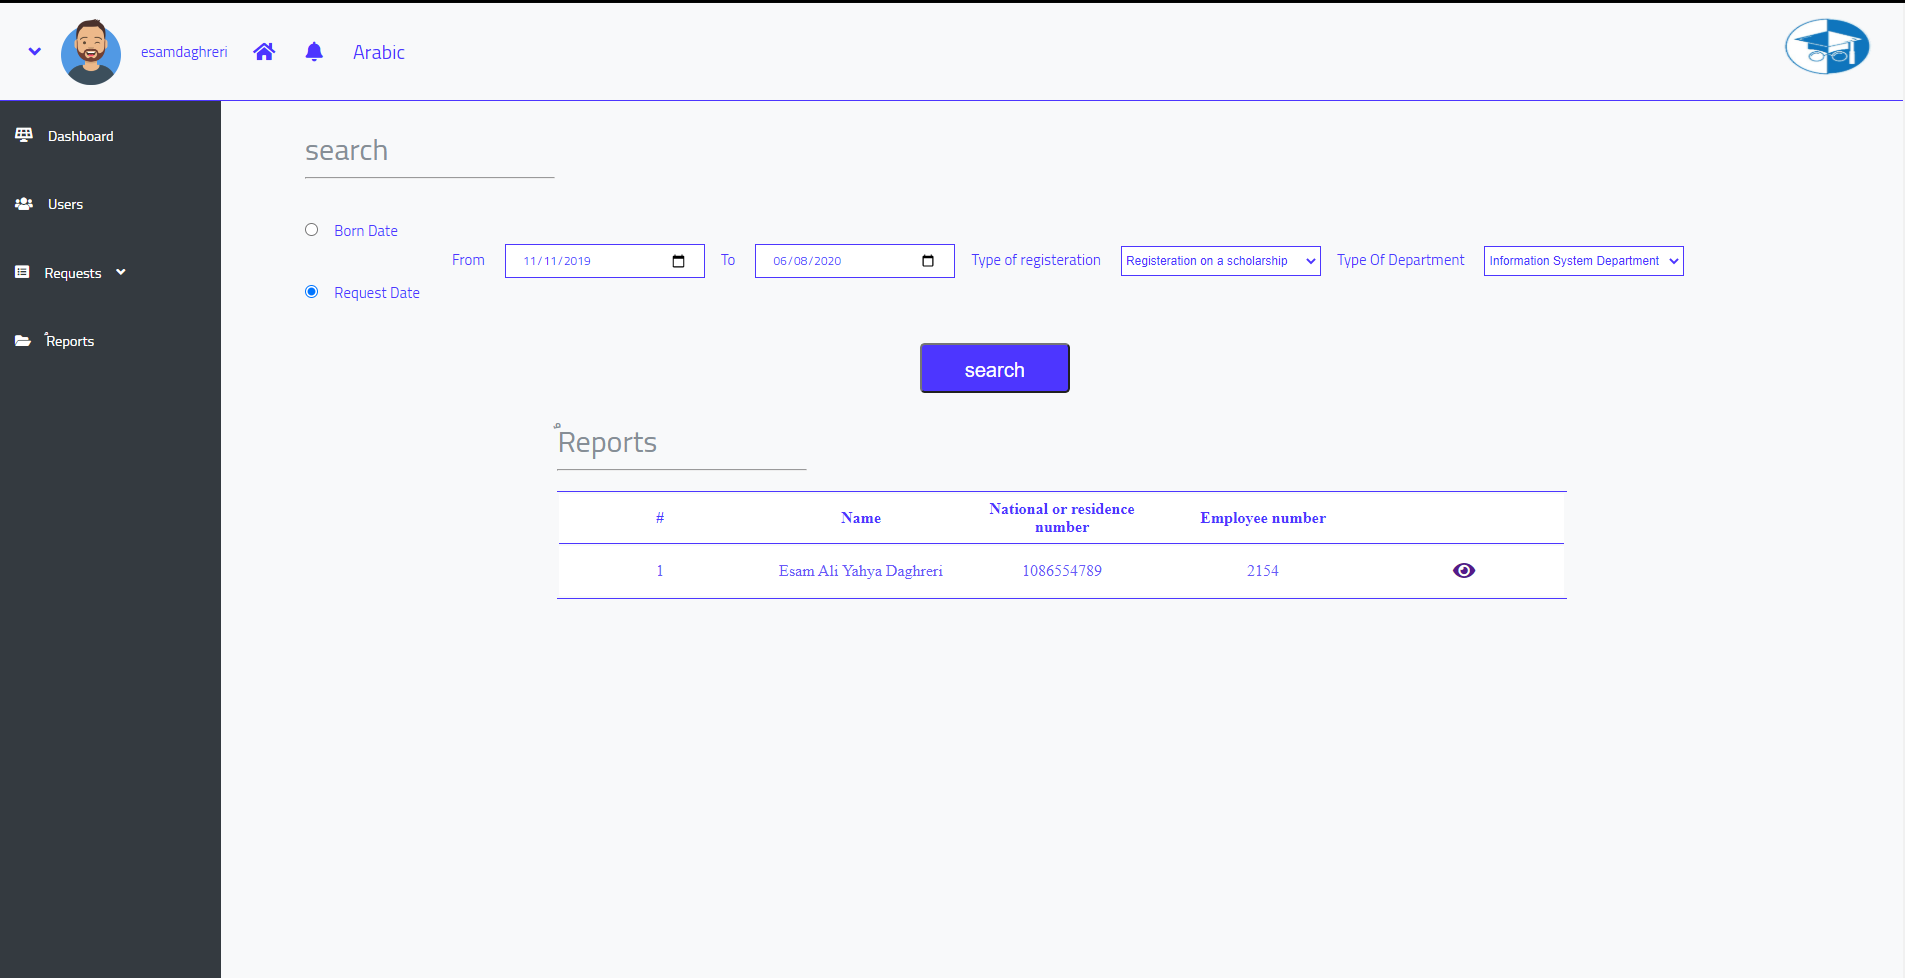 esamdaghreri
Arabic
Dashboard
Users
Requests
ُReports
search
Born Date
From 11/11/2019 To 06/08/2020 Type of registeration Registeration on a scholarship Type Of Department Information System Department
Request Date
search
ُReports
# Name National or residence number Employee number
1 Esam Ali Yahya Daghreri 1086554789 2154